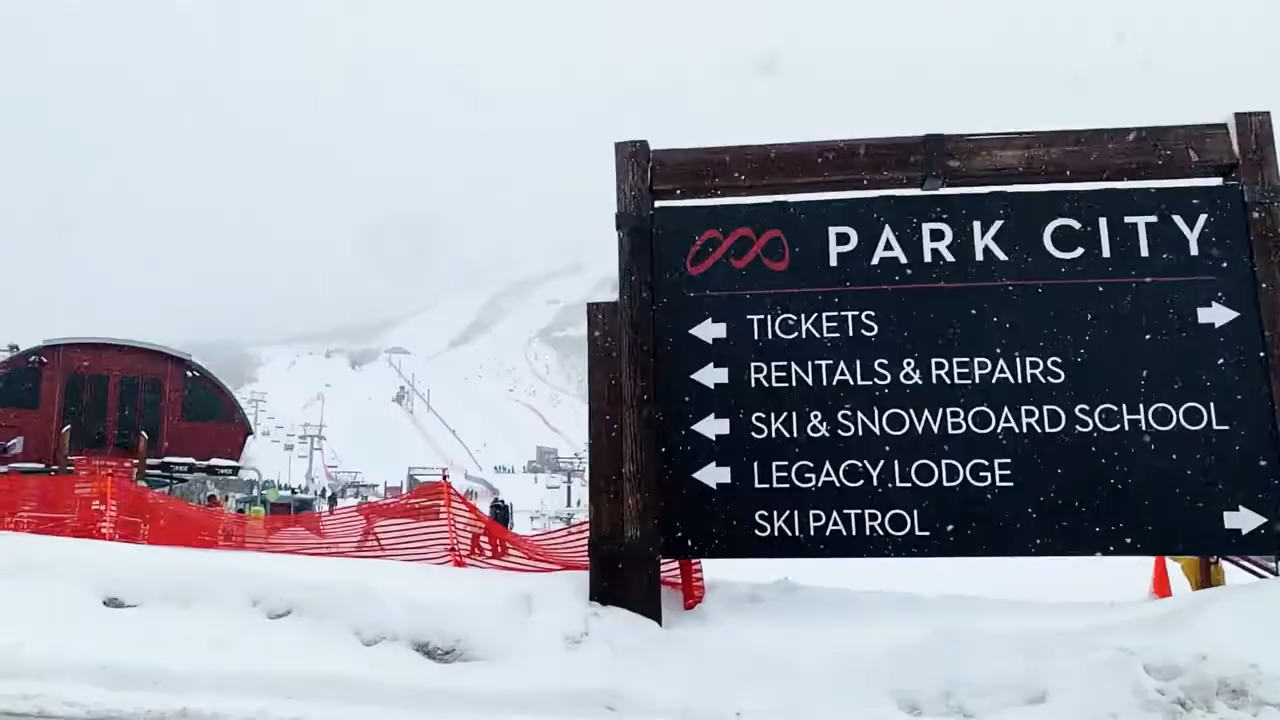 PARK CITY
TICKETS
RENTALS & REPAIRS
SKI & SNOWBOARD SCHOOL
LEGACY LODGE
SKI PATROL